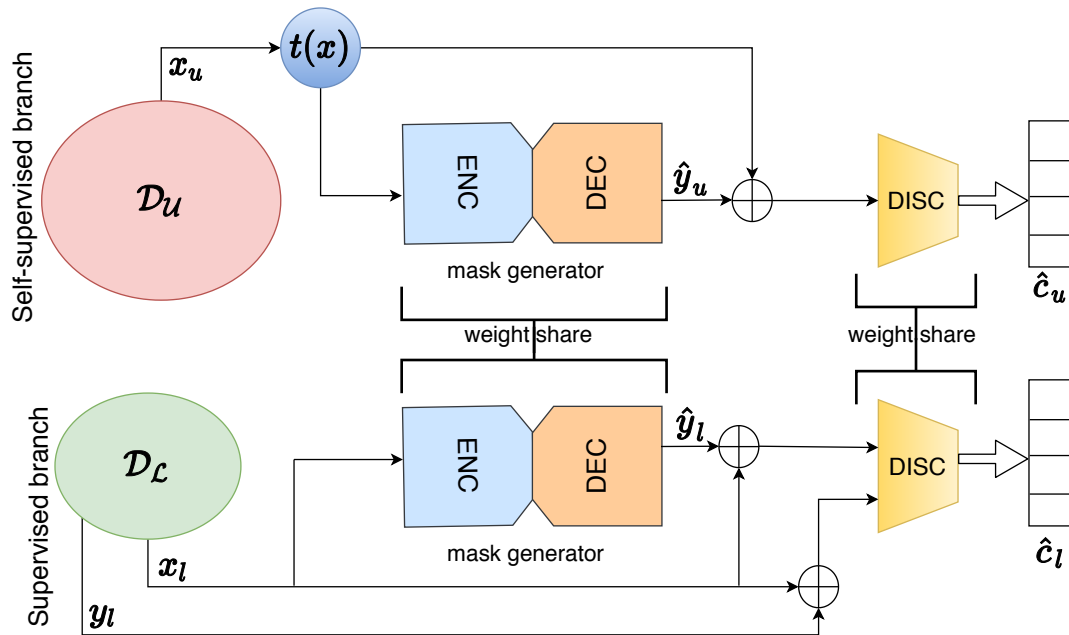 Self-supervised branch
x_u
t(x)
𝒟_𝒰
ENC
DEC
ŷ_u
DISC
ĉ_u
mask generator
weight share
weight share
Supervised branch
𝒟_ℒ
ENC
DEC
ŷ_l
DISC
ĉ_l
mask generator
x_l
y_l